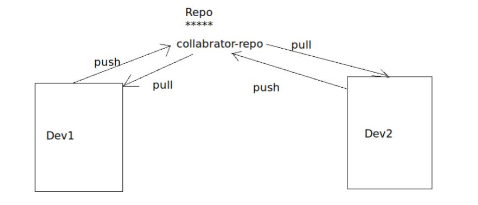 Repo
*****
collabrator-repo
push
pull
pull
push
Dev1
Dev2